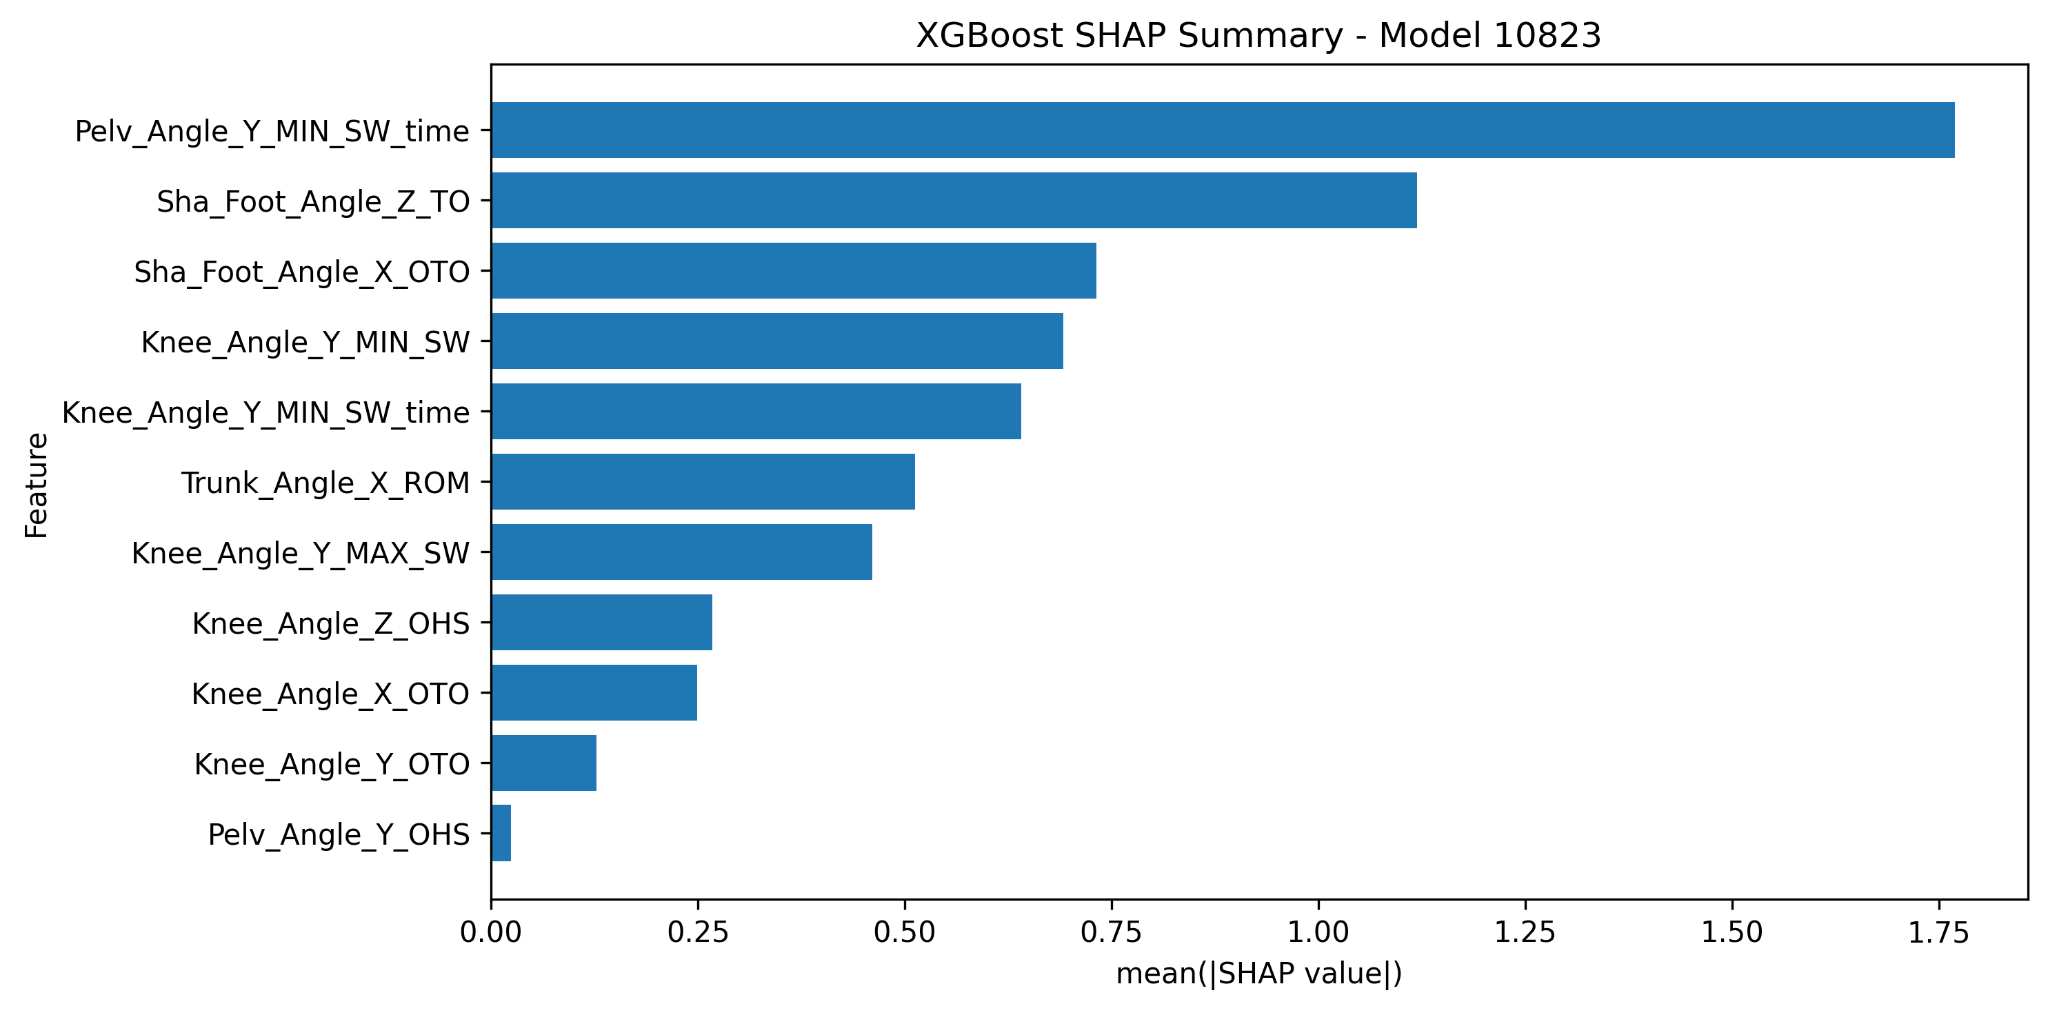 XGBoost SHAP Summary - Model 10823
Feature
Pelv_Angle_Y_MIN_SW_time
Sha_Foot_Angle_Z_TO
Sha_Foot_Angle_X_OTO
Knee_Angle_Y_MIN_SW
Knee_Angle_Y_MIN_SW_time
Trunk_Angle_X_ROM
Knee_Angle_Y_MAX_SW
Knee_Angle_Z_OHS
Knee_Angle_X_OTO
Knee_Angle_Y_OTO
Pelv_Angle_Y_OHS
0.00 0.25 0.50 0.75 1.00 1.25 1.50 1.75
mean(|SHAP value|)